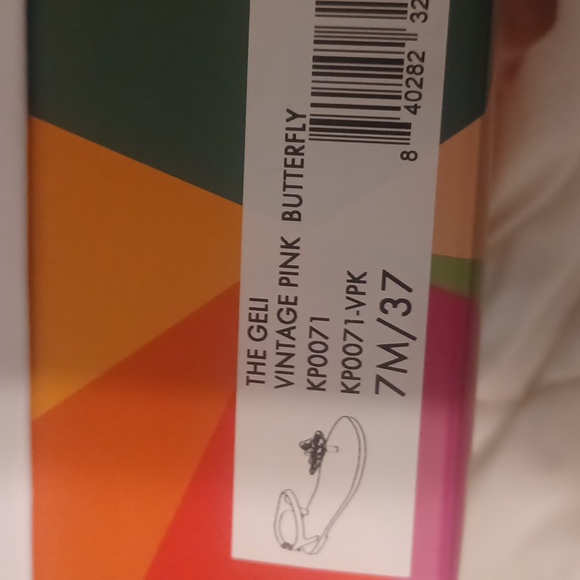 THE GELI
VINTAGE PINK BUTTERFLY
KP0071
KP0071-VPK
7M/37
8 40282 32